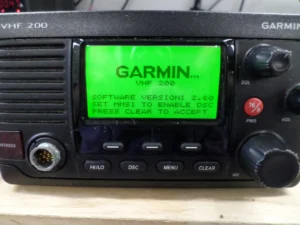 VHF 200
GARMIN
GARMIN
VHF 200
SOFTWARE VERSION: 2.60
SET MMSI TO ENABLE DSC
PRESS CLEAR TO ACCEPT
HI/LO
DSC
MENU
CLEAR